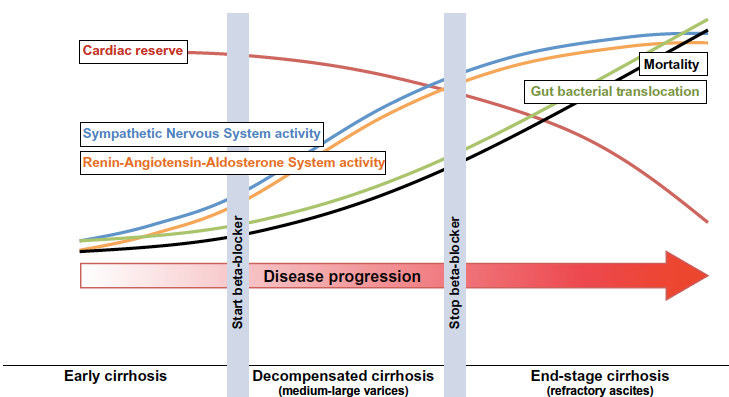 Cardiac reserve
Mortality
Gut bacterial translocation
Sympathetic Nervous System activity
Renin-Angiotensin-Aldosterone System activity
Start beta-blocker
Stop beta-blocker
Disease progression
Early cirrhosis
Decompensated cirrhosis
(medium-large varices)
End-stage cirrhosis
(refractory ascites)